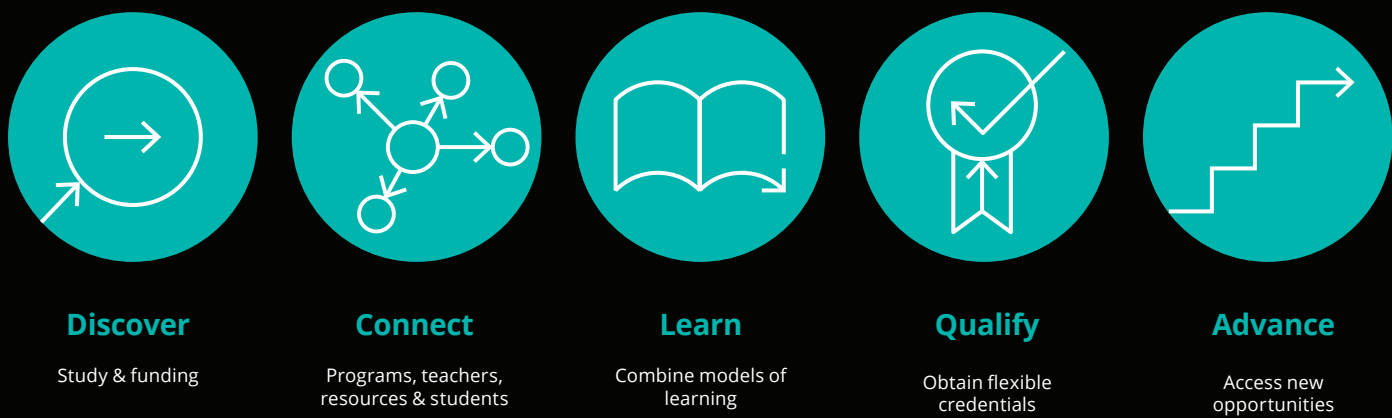 Discover
Study & funding
Connect
Programs, teachers,
resources & students
Learn
Combine models of
learning
Qualify
Obtain flexible
credentials
Advance
Access new
opportunities